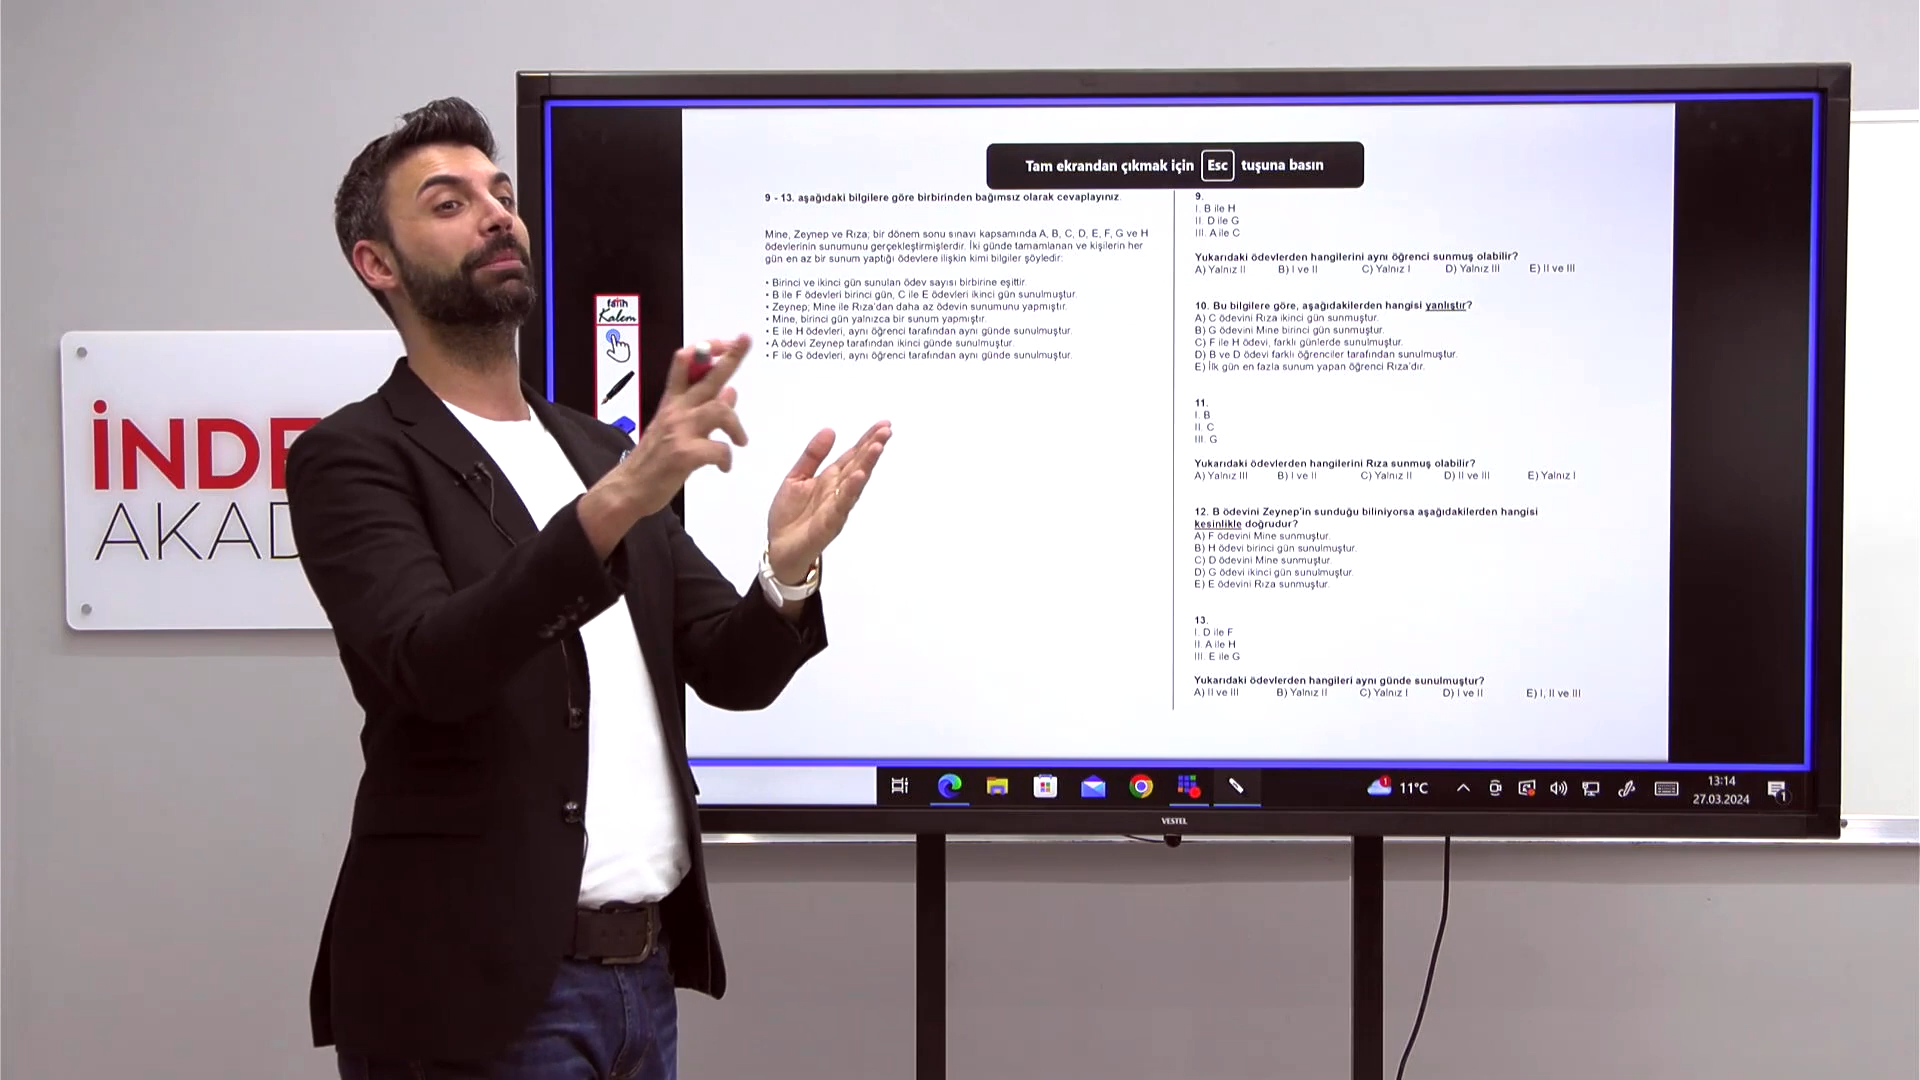 İNDE
AKAD
Tam ekrandan çıkmak için Esc tuşuna basın
fatih
Kalem
9 - 13. aşağıdaki bilgilere göre birbirinden bağımsız olarak cevaplayınız.
Mine, Zeynep ve Rıza; bir dönem sonu sınavı kapsamında A, B, C, D, E, F, G ve H
ödevlerinin sunumunu gerçekleştirmişlerdir. İki günde tamamlanan ve kişilerin her
gün en az bir sunum yaptığı ödevlere ilişkin kimi bilgiler şöyledir:
• Birinci ve ikinci gün sunulan ödev sayısı birbirine eşittir.
• B ile F ödevleri birinci gün, C ile E ödevleri ikinci gün sunulmuştur.
• Zeynep; Mine ile Rıza'dan daha az ödevin sunumunu yapmıştır.
• Mine, birinci gün yalnızca bir sunum yapmıştır.
• E ile H ödevleri, aynı öğrenci tarafından aynı günde sunulmuştur.
• A ödevi Zeynep tarafından ikinci günde sunulmuştur.
• F ile G ödevleri, aynı öğrenci tarafından aynı günde sunulmuştur.
9.
I. B ile H
II. D ile G
III. A ile C
Yukarıdaki ödevlerden hangilerini aynı öğrenci sunmuş olabilir?
A) Yalnız II B) I ve II C) Yalnız I D) Yalnız III E) II ve III
10. Bu bilgilere göre, aşağıdakilerden hangisi yanlıştır?
A) C ödevini Rıza ikinci gün sunmuştur.
B) G ödevini Mine birinci gün sunmuştur.
C) F ile H ödevi, farklı günlerde sunulmuştur.
D) B ve D ödevi farklı öğrenciler tarafından sunulmuştur.
E) İlk gün en fazla sunum yapan öğrenci Rıza'dır.
11.
I. B
II. C
III. G
Yukarıdaki ödevlerden hangilerini Rıza sunmuş olabilir?
A) Yalnız III B) I ve II C) Yalnız II D) II ve III E) Yalnız I
12. B ödevini Zeynep'in sunduğu biliniyorsa aşağıdakilerden hangisi
kesinlikle doğrudur?
A) F ödevini Mine sunmuştur.
B) H ödevi birinci gün sunulmuştur.
C) D ödevini Mine sunmuştur.
D) G ödevi ikinci gün sunulmuştur.
E) E ödevini Rıza sunmuştur.
13.
I. D ile F
II. A ile H
III. E ile G
Yukarıdaki ödevlerden hangileri aynı günde sunulmuştur?
A) II ve III B) Yalnız II C) Yalnız I D) I ve II E) I, II ve III
1
11°C
13:14
27.03.2024
1
VESTEL